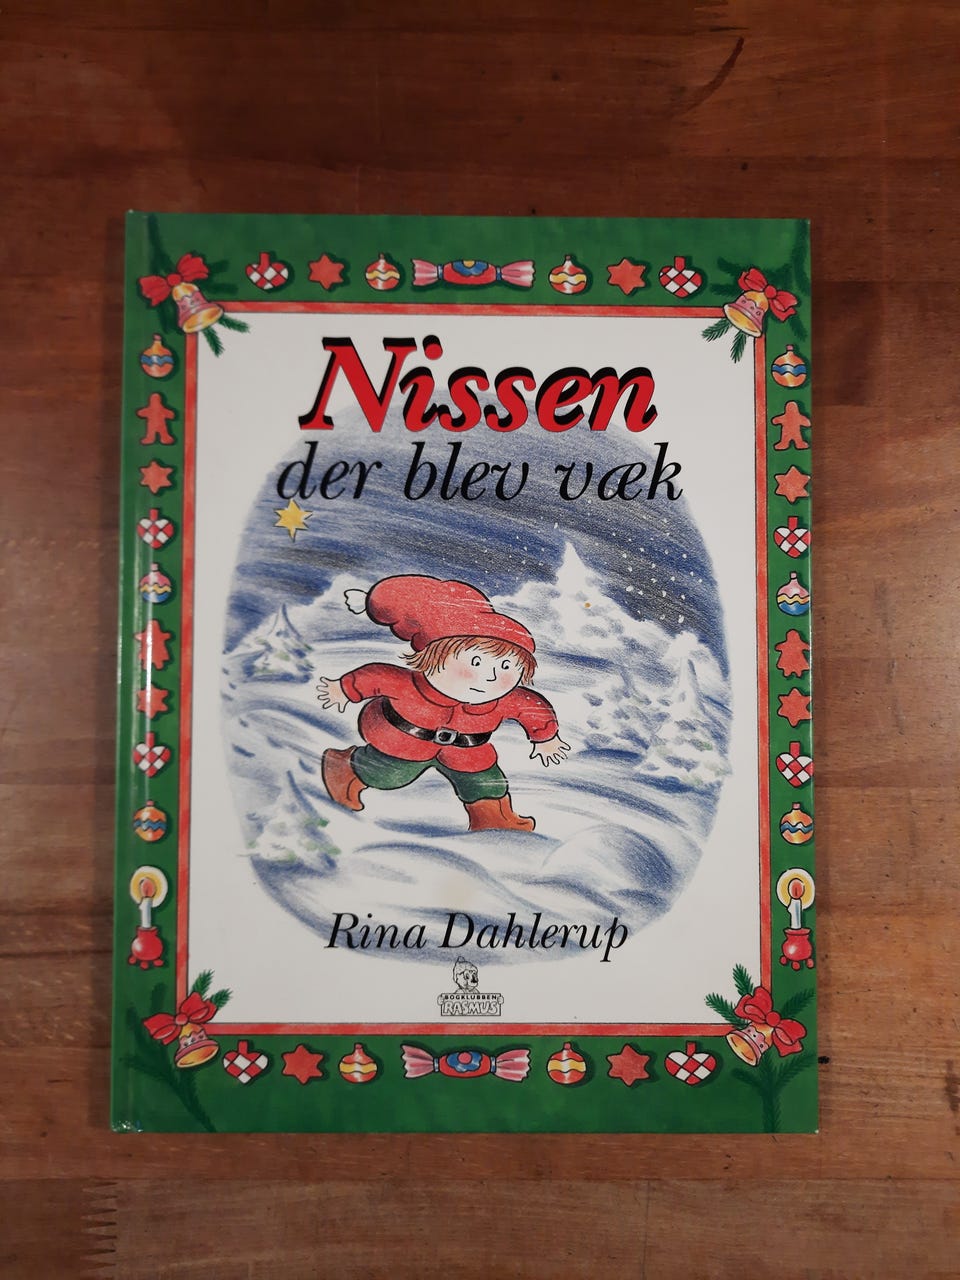 Nissen
der blev væk
Rina Dahlerup
BOGKLUBBEN
RASMUS